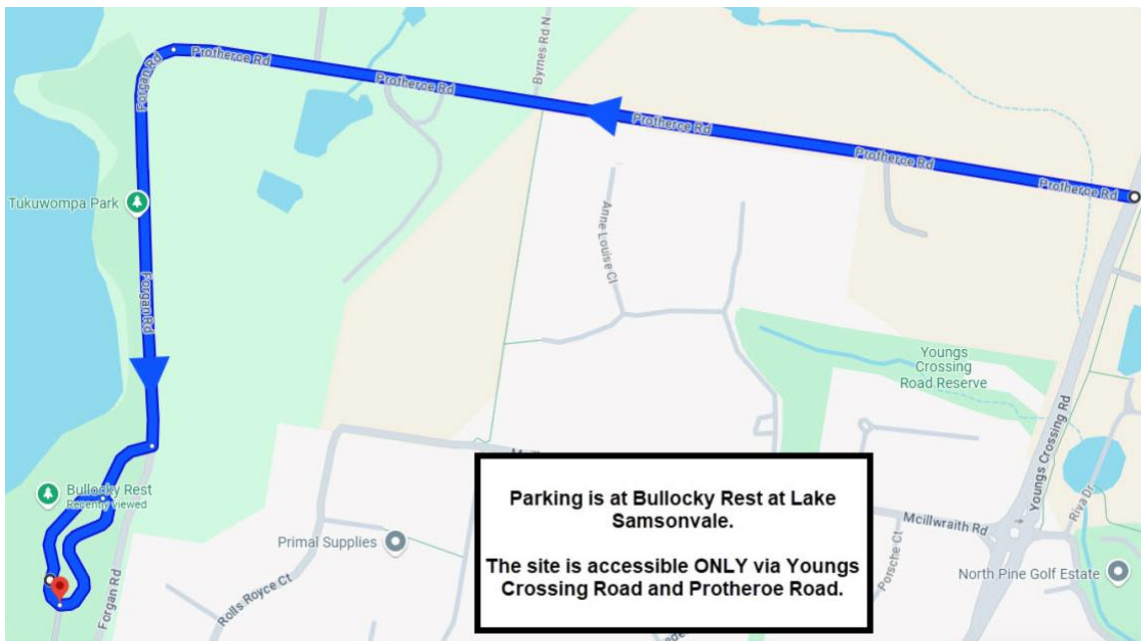 Protheroe Rd
Byrnes Rd N
Forgan Rd
Protheroe Rd
Protheroe Rd
Protheroe Rd
Protheroe Rd
Tukuwompa Park
Anne Louise Cl
Forgan Rd
Youngs
Crossing
Road Reserve
Youngs Crossing Rd
Bullocky Rest
Recently viewed
Parking is at Bullocky Rest at Lake
Samsonvale.
The site is accessible ONLY via Youngs
Crossing Road and Protheroe Road.
Mcillwraith Rd
Riva Dr
Primal Supplies
Porsche Ct
North Pine Golf Estate
Rolls Royce Ct
Forgan Rd